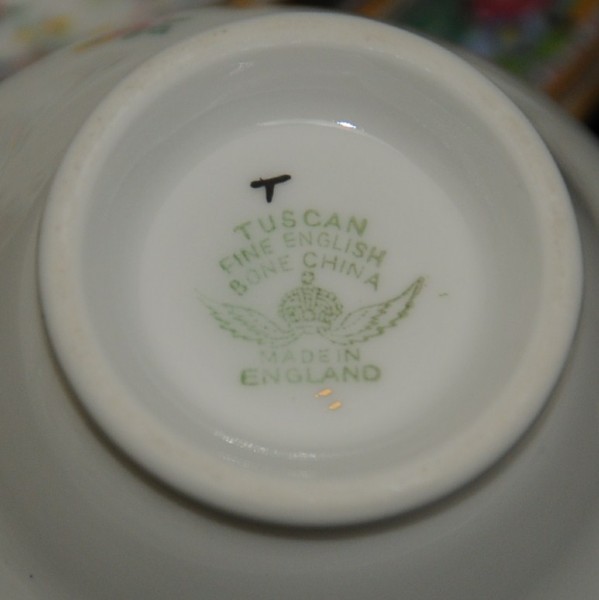 T
TUSCAN
FINE ENGLISH
BONE CHINA
MADE IN
ENGLAND